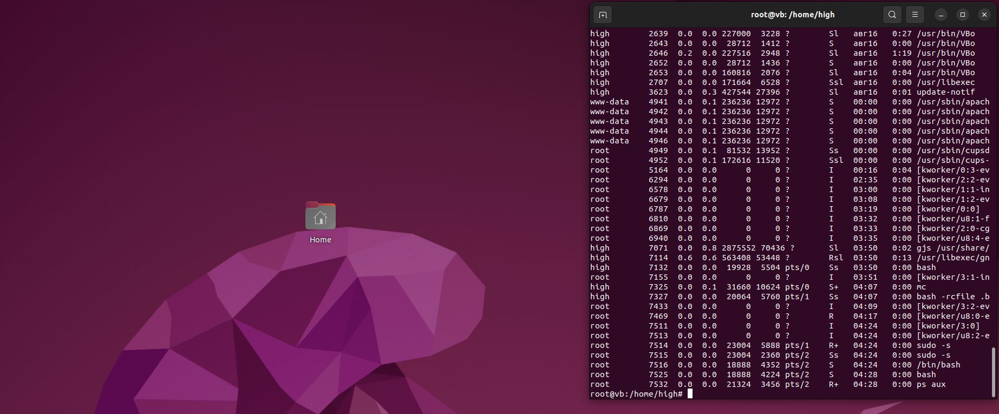 root@vb: /home/high
high 2639 0.0 0.0 227000 3228 ? Sl авг16 0:27 /usr/bin/VBo
high 2643 0.0 0.0 28712 1412 ? S авг16 0:00 /usr/bin/VBo
high 2646 0.2 0.0 227516 2948 ? Sl авг16 1:19 /usr/bin/VBo
high 2652 0.0 0.0 28712 1436 ? S авг16 0:00 /usr/bin/VBo
high 2653 0.0 0.0 160816 2076 ? Sl авг16 0:04 /usr/bin/VBo
high 2707 0.0 0.0 171664 6528 ? Ssl авг16 0:00 /usr/libexec
high 3623 0.0 0.3 427544 27396 ? Sl авг16 0:01 update-notif
www-data 4941 0.0 0.1 236236 12972 ? S 00:00 0:00 /usr/sbin/apach
www-data 4942 0.0 0.1 236236 12972 ? S 00:00 0:00 /usr/sbin/apach
www-data 4943 0.0 0.1 236236 12972 ? S 00:00 0:00 /usr/sbin/apach
www-data 4944 0.0 0.1 236236 12972 ? S 00:00 0:00 /usr/sbin/apach
www-data 4946 0.0 0.1 236236 12972 ? S 00:00 0:00 /usr/sbin/apach
root 4949 0.0 0.1 81532 13952 ? Ss 00:00 0:00 /usr/sbin/cupsd
root 4952 0.0 0.1 172616 11520 ? Ssl 00:00 0:00 /usr/sbin/cups-
root 5164 0.0 0.0 0 0 ? I 00:16 0:04 [kworker/0:3-ev
root 6294 0.0 0.0 0 0 ? I 02:35 0:00 [kworker/2:2-ev
root 6578 0.0 0.0 0 0 ? I 03:00 0:00 [kworker/1:1-in
root 6679 0.0 0.0 0 0 ? I 03:08 0:00 [kworker/1:2-ev
root 6787 0.0 0.0 0 0 ? I 03:19 0:00 [kworker/0:0]
root 6810 0.0 0.0 0 0 ? I 03:32 0:00 [kworker/u8:1-f
root 6869 0.0 0.0 0 0 ? I 03:33 0:00 [kworker/2:0-cg
root 6940 0.0 0.0 0 0 ? I 03:35 0:00 [kworker/u8:4-e
high 7071 0.0 0.8 2875552 70436 ? Sl 03:50 0:02 gjs /usr/share/
high 7114 0.6 0.6 563408 53448 ? Rsl 03:50 0:13 /usr/libexec/gn
high 7132 0.0 0.0 19928 5504 pts/0 Ss 03:50 0:00 bash
root 7155 0.0 0.0 0 0 ? I 03:51 0:00 [kworker/3:1-in
high 7325 0.0 0.1 31660 10624 pts/0 S+ 04:07 0:00 mc
high 7327 0.0 0.0 20064 5760 pts/1 Ss 04:07 0:00 bash -rcfile .b
root 7433 0.0 0.0 0 0 ? I 04:09 0:00 [kworker/3:2-ev
root 7469 0.0 0.0 0 0 ? R 04:17 0:00 [kworker/u8:0-e
root 7511 0.0 0.0 0 0 ? I 04:24 0:00 [kworker/3:0]
root 7513 0.0 0.0 0 0 ? I 04:24 0:00 [kworker/u8:2-e
root 7514 0.0 0.0 23004 5888 pts/1 R+ 04:24 0:00 sudo -s
root 7515 0.0 0.0 23004 2360 pts/2 Ss 04:24 0:00 sudo -s
root 7516 0.0 0.0 18888 4352 pts/2 S 04:24 0:00 /bin/bash
root 7525 0.0 0.0 18888 4224 pts/2 S 04:28 0:00 bash
root 7532 0.0 0.0 21324 3456 pts/2 R+ 04:28 0:00 ps aux
root@vb:/home/high#
Home